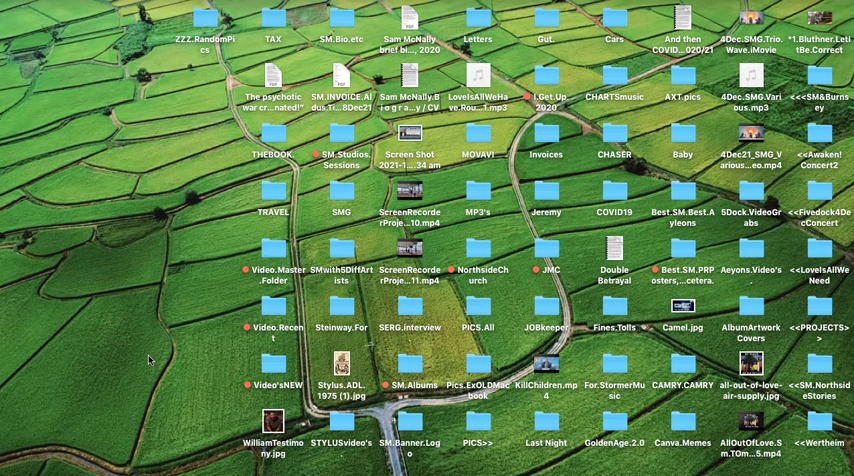 ZZZ.RandomPi
cs
TAX
SM.Bio.etc
Sam McNally
brief bi..., 2020
Letters
Gut.
Cars
And then
COVID...020/21
4Dec.SMG.Trio.
Wave.iMovie
"1.Bluthner.Letl
tBe.Correct
The psychotic
war cr...nated!"
SM.INVOICE.Al
dus.Ti...8Dec21
Sam McNally.B
i o g r a...y / CV
LoveIsAllWeHa
ve.Rou...1.mp3
I.Get.Up.
2020
CHARTSmusic
AXT.pics
4Dec.SMG.Vari
ous.mp3
<<<SM&Burns
ey
THEBOOK
SM.Studios.
Sessions
Screen Shot
2021-1....34 am
MOVAVI
Invoices
CHASER
Baby
4Dec21_SMG_V
arious...eo.mp4
<<Awaken!
Concert2
TRAVEL
SMG
ScreenRecorde
rProje...10.mp4
MP3's
Jeremy
COVID19
Best.SM.Best.A
yleons
5Dock.VideoGr
abs
<<Fivedock4De
cConcert
Video.Master
.Folder
SMwith5DiffArt
ists
ScreenRecorde
rProje...11.mp4
NorthsideCh
urch
JMC
Double
Betrayal
Best.SM.PRP
osters,...cetera.
Aeyons.Video's
.
<<LoveIsAllWe
Need
Video.Recen
t
Steinway.For
SERG.interview
PICS.All
JOBkeeper
Fines.Tolls
Camel.jpg
AlbumArtwork
Covers
<<PROJECTS>
>
Video'sNEW
Stylus.ADL.
1975 (1).jpg
SM.Albums
Pics.ExOLDMac
book
KillChildren.mp
4
For.StormerMu
sic
CAMRY.CAMRY
all-out-of-love-
air-supply.jpg
<<SM.Northsid
eStories
WilliamTestimo
ny.jpg
STYLUSvideo's
.
SM.Banner.Log
o
PICS>>
Last Night
GoldenAge.2.0
Canva.Memes
AllOutOfLove.S
m.TOm...5.mp4
<<Wertheim